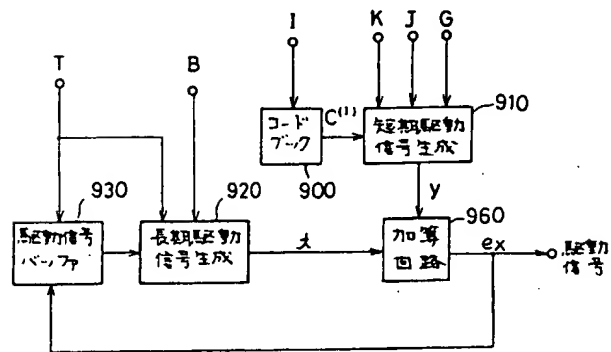 I
K J G
T
B
910
コード
ブック
C(I)
短期駆動
信号生成
900
930
920
y
960
駆動信号
バッファ
長期駆動
信号生成
t
加算
回路
ex
駆動
信号